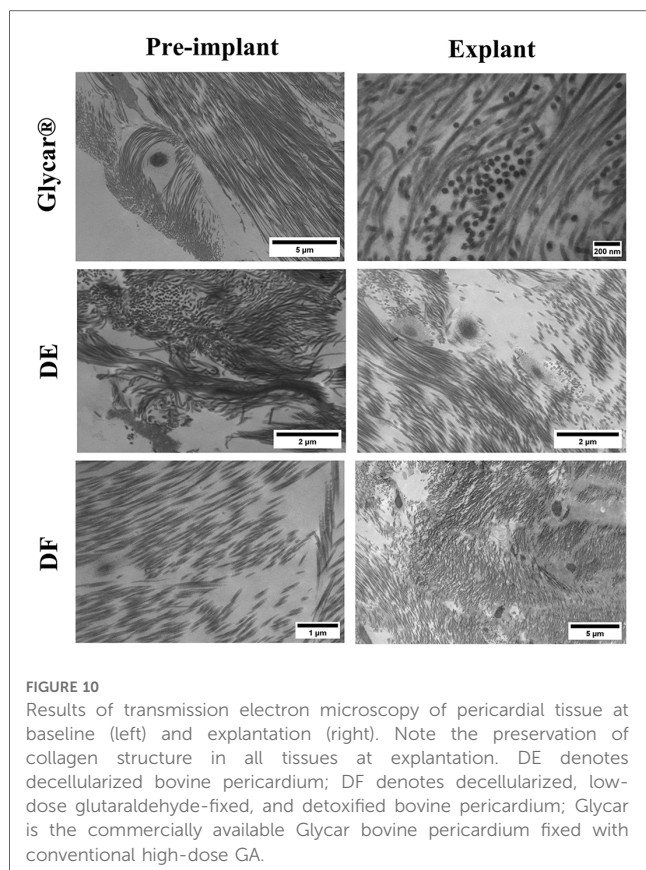 Pre-implant Explant
Glycar®
5 µm
200 nm
DE
2 µm
2 µm
DF
1 µm
5 µm
FIGURE 10
Results of transmission electron microscopy of pericardial tissue at
baseline (left) and explantation (right). Note the preservation of
collagen structure in all tissues at explantation. DE denotes
decellularized bovine pericardium; DF denotes decellularized, low-
dose glutaraldehyde-fixed, and detoxified bovine pericardium; Glycar
is the commercially available Glycar bovine pericardium fixed with
conventional high-dose GA.